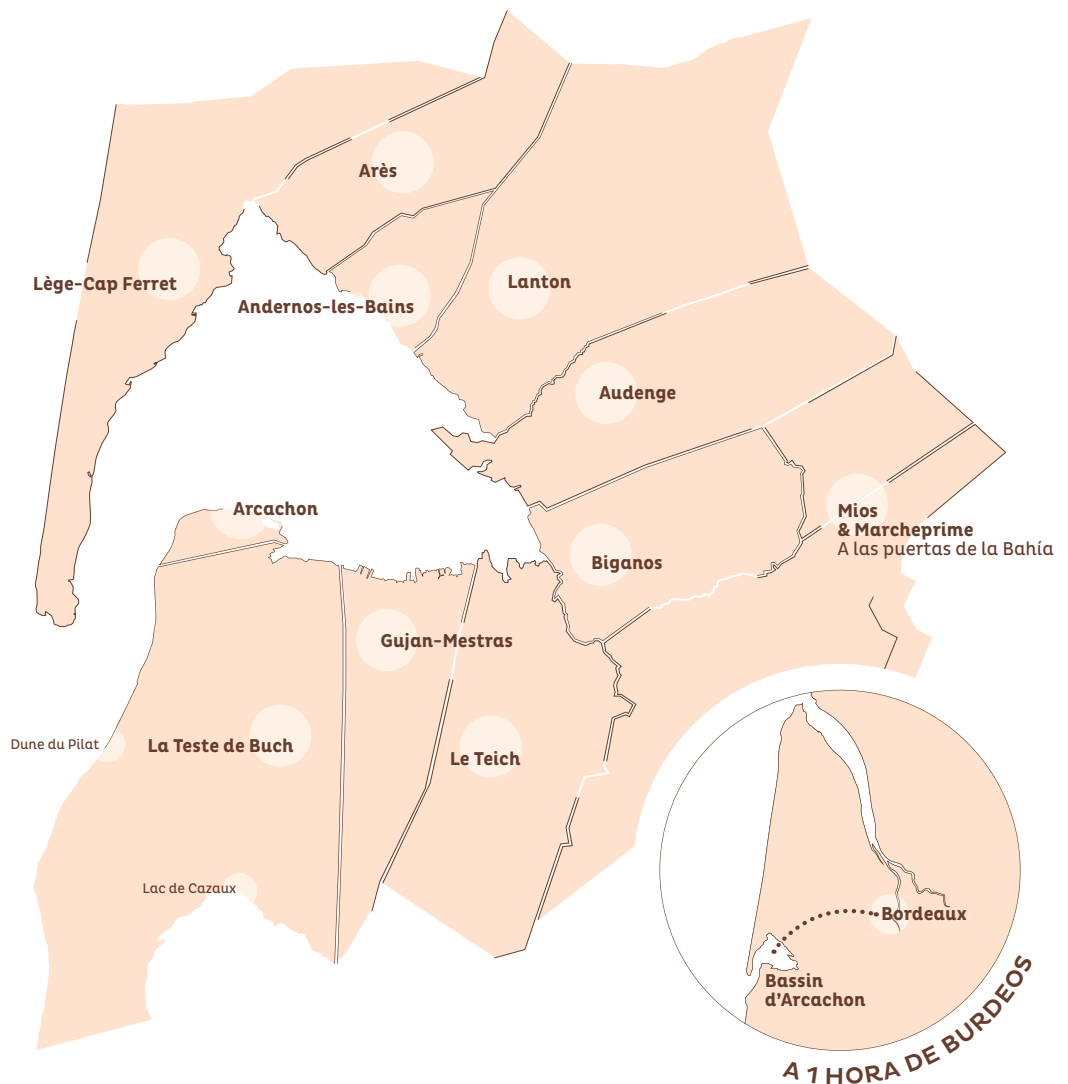 Arès
Lège-Cap Ferret
Andernos-les-Bains
Lanton
Audenge
Arcachon
Mios
& Marcheprime
A las puertas de la Bahía
Biganos
Gujan-Mestras
Dune du Pilat
La Teste de Buch
Le Teich
Lac de Cazaux
Bordeaux
Bassin
d’Arcachon
A 1 HORA DE BURDEOS